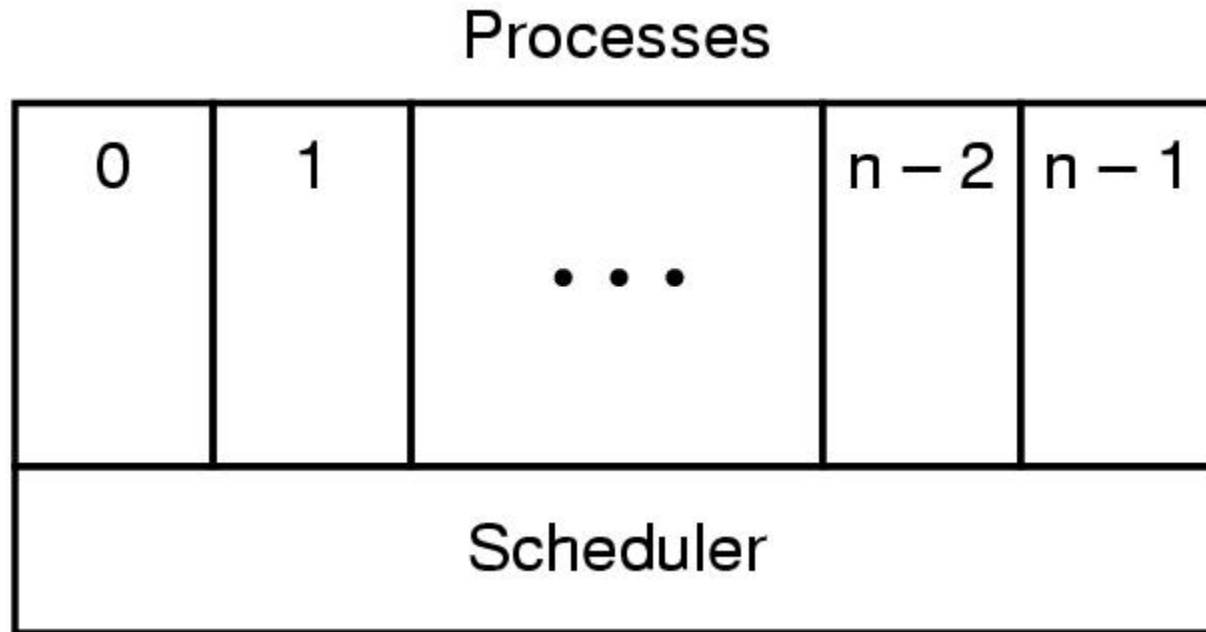 Processes
0 1 • • • n – 2 n – 1
Scheduler